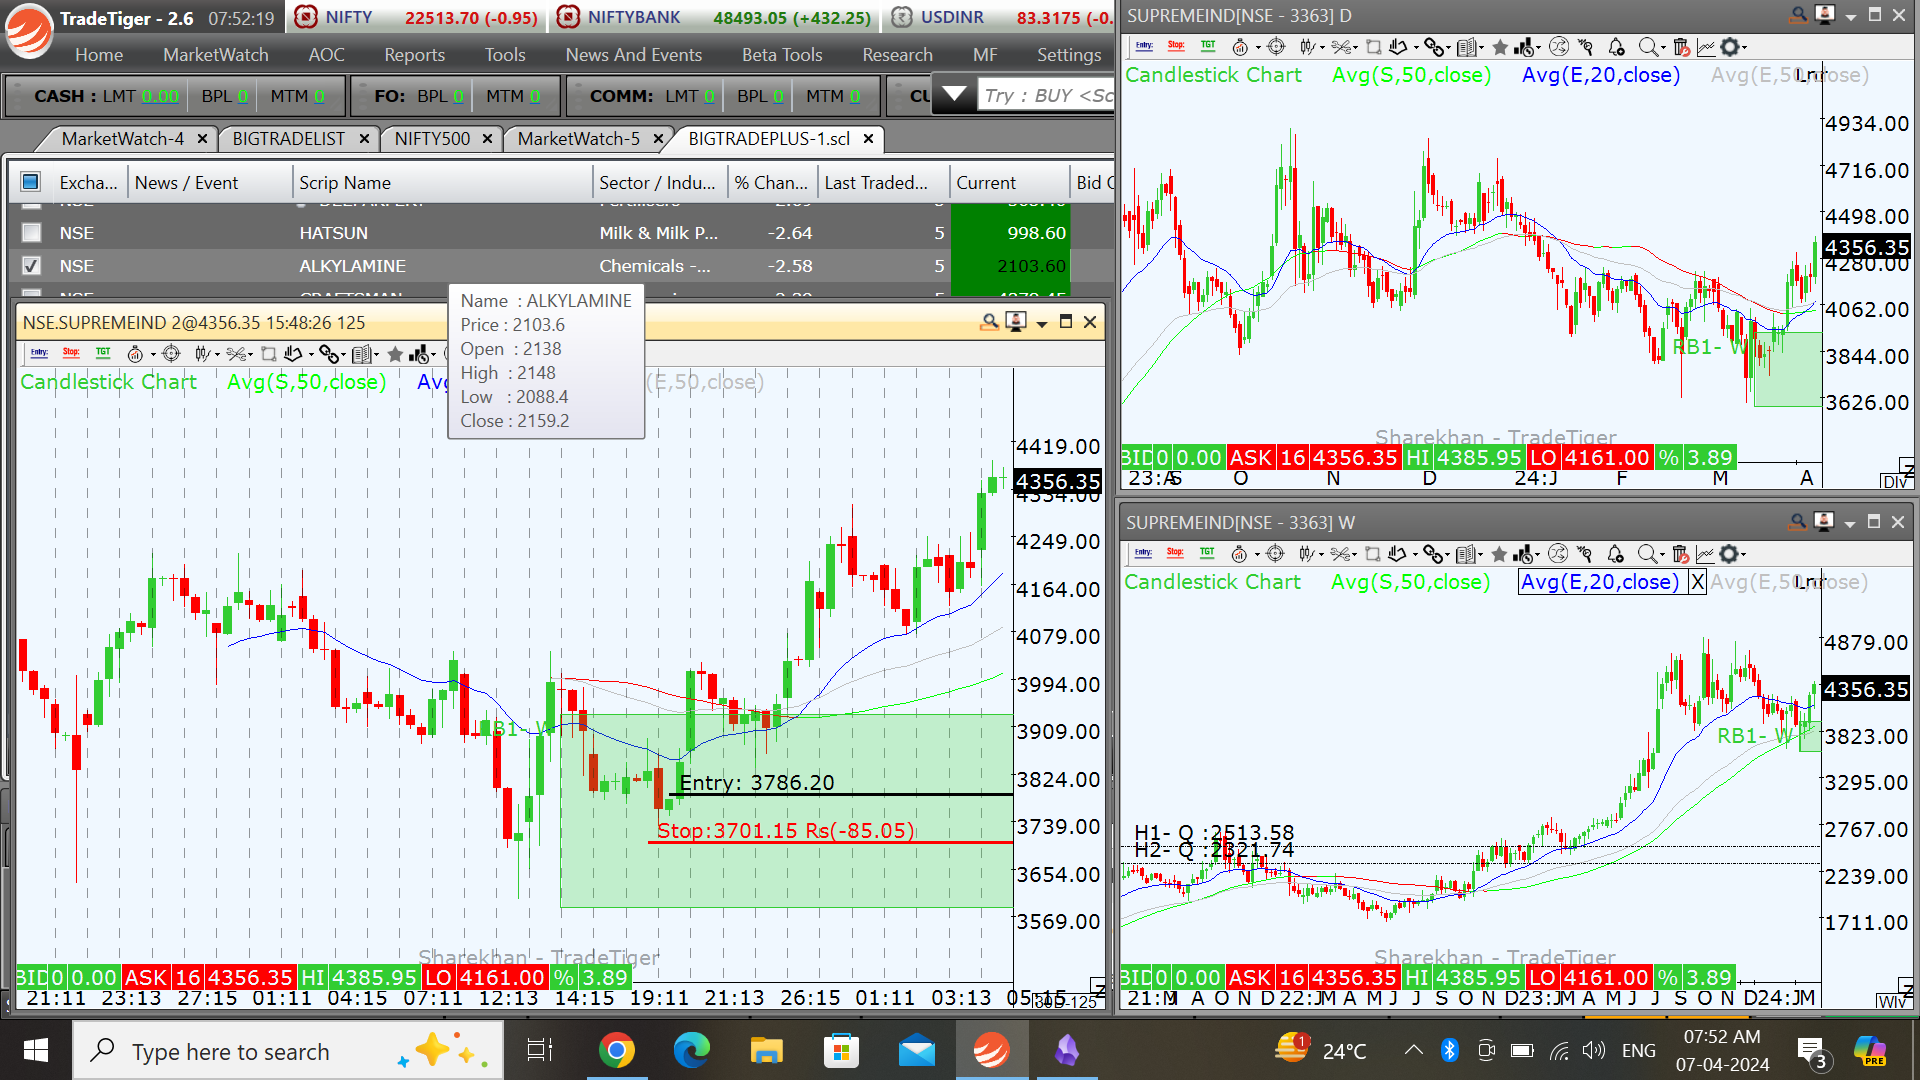 TradeTiger - 2.6 07:52:19 NIFTY 22513.70 (-0.95) NIFTYBANK 48493.05 (+432.25) USDINR 83.3175 (-0.
Home MarketWatch AOC Reports Tools News And Events Beta Tools Research MF Settings
CASH : LMT 0.00 BPL 0 MTM 0 FO: BPL 0 MTM 0 COMM: LMT 0 BPL 0 MTM 0 CU Try : BUY <Sc
MarketWatch-4 BIGTRADELIST NIFTY500 MarketWatch-5 BIGTRADEPLUS-1.scl
Excha... News / Event Scrip Name Sector / Indu... % Chan... Last Traded... Current Bid
NSE HATSUN Milk & Milk P... -2.64 5 998.60
NSE ALKYLAMINE Chemicals -... -2.58 5 2103.60
Name : ALKYLAMINE
Price : 2103.6
Open : 2138
High : 2148
Low : 2088.4
Close : 2159.2
NSE.SUPREMEIND 2@4356.35 15:48:26 125
Entry: Stop: TGT
Candlestick Chart Avg(S,50,close) (E,50,close)
4419.00
4356.35
4334.00
4249.00
4164.00
4079.00
3994.00
3909.00
3824.00
3739.00
3654.00
3569.00
RB1- W
Entry: 3786.20
Stop:3701.15 Rs(-85.05)
Sharekhan - TradeTiger
BID 0 0.00 ASK 16 4356.35 HI 4385.95 LO 4161.00 % 3.89
21:11 23:13 27:15 01:11 04:15 07:11 12:13 14:15 19:11 21:13 26:15 01:11 03:13 05:15
30D-125
SUPREMEIND[NSE - 3363] D
Entry: Stop: TGT
Candlestick Chart Avg(S,50,close) Avg(E,20,close) Avg(E,50,close)
4934.00
4716.00
4498.00
4356.35
4280.00
4062.00
3844.00
3626.00
RB1- W
Sharekhan - TradeTiger
BID 0 0.00 ASK 16 4356.35 HI 4385.95 LO 4161.00 % 3.89
23:A S O N D 24:J F M A
Dly
SUPREMEIND[NSE - 3363] W
Entry: Stop: TGT
Candlestick Chart Avg(S,50,close) Avg(E,20,close) X Avg(E,50,close)
4879.00
4356.35
3823.00
3295.00
2767.00
2239.00
1711.00
RB1- W
H1- Q :2513.58
H2- Q :2321.74
Sharekhan - TradeTiger
BID 0 0.00 ASK 16 4356.35 HI 4385.95 LO 4161.00 % 3.89
21:M A O N D 22:J M A M J J S O N D 23:J M A M J J S O N D 24:J M
Wly
Type here to search
1 24°C ENG 07:52 AM
07-04-2024
3
PRE